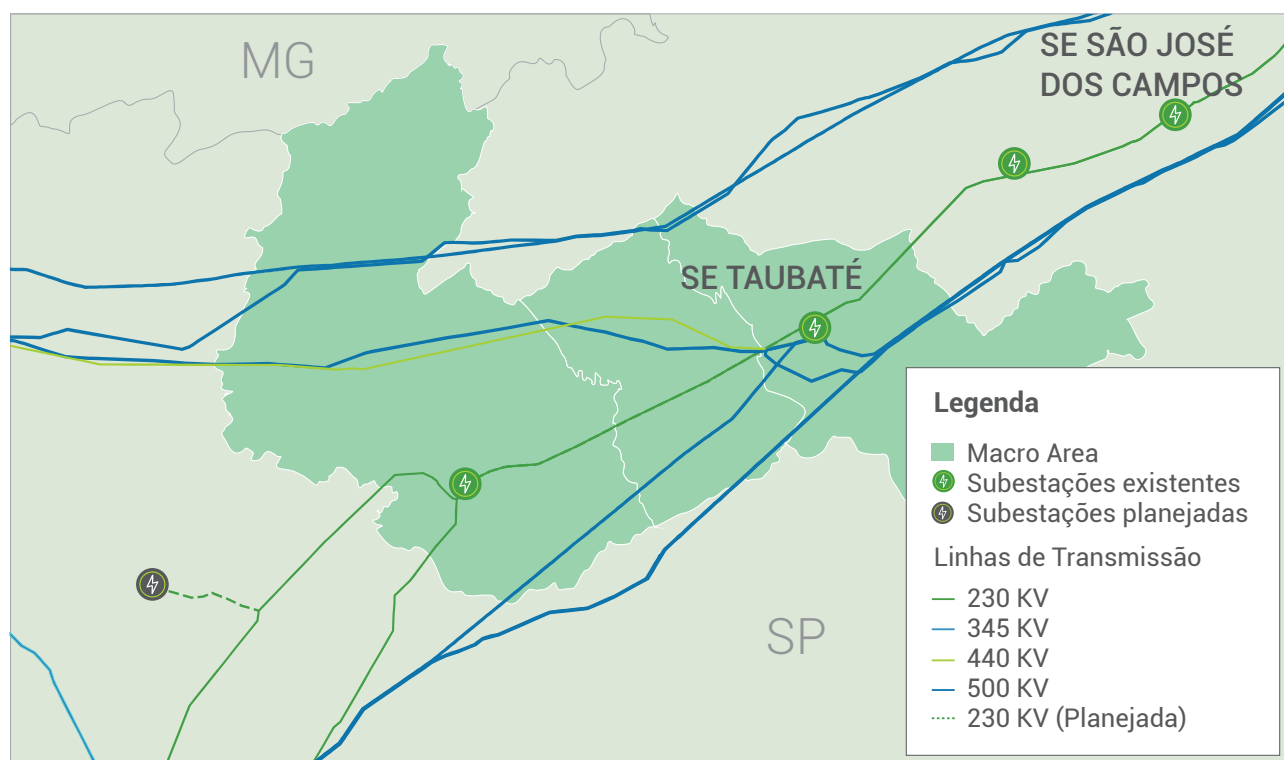 MG
SE SÃO JOSÉ
DOS CAMPOS
SE TAUBATÉ
SP
Legenda
Macro Area
Subestações existentes
Subestações planejadas
Linhas de Transmissão
230 KV
345 KV
440 KV
500 KV
230 KV (Planejada)